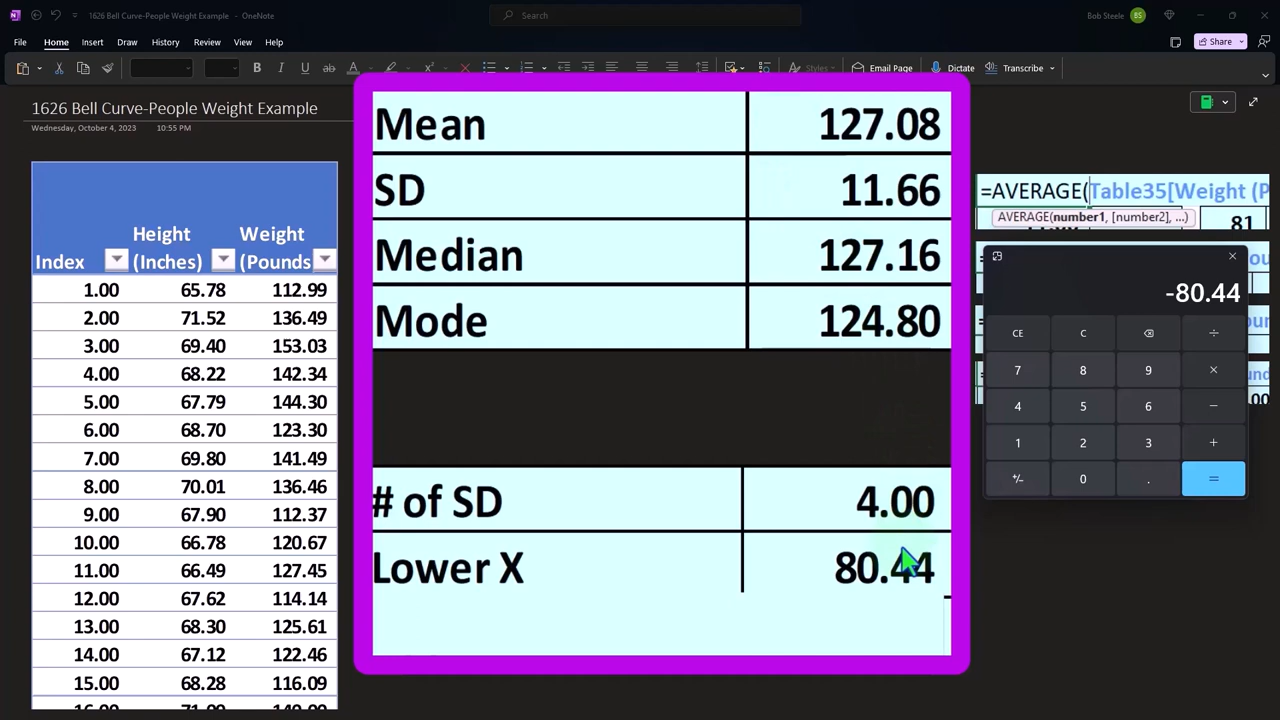 1626 Bell Curve-People Weight Example - OneNote
Search
Bob Steele
BS
File Home Insert Draw History Review View Help
Share
B I U ab A
Styles
Email Page
Dictate
Transcribe
1626 Bell Curve-People Weight Example
Wednesday, October 4, 2023 10:55 PM
Index Height (Inches) Weight (Pounds
1.00 65.78 112.99
2.00 71.52 136.49
3.00 69.40 153.03
4.00 68.22 142.34
5.00 67.79 144.30
6.00 68.70 123.30
7.00 69.80 141.49
8.00 70.01 136.46
9.00 67.90 112.37
10.00 66.78 120.67
11.00 66.49 127.45
12.00 67.62 114.14
13.00 68.30 125.61
14.00 67.12 122.46
15.00 68.28 116.09
Mean 127.08
SD 11.66
Median 127.16
Mode 124.80
# of SD 4.00
Lower X 80.44
=AVERAGE(Table35[Weight (P
AVERAGE(number1, [number2], ...)
81
-80.44
CE C ÷
7 8 9 ×
4 5 6 −
1 2 3 +
+/- 0 . =